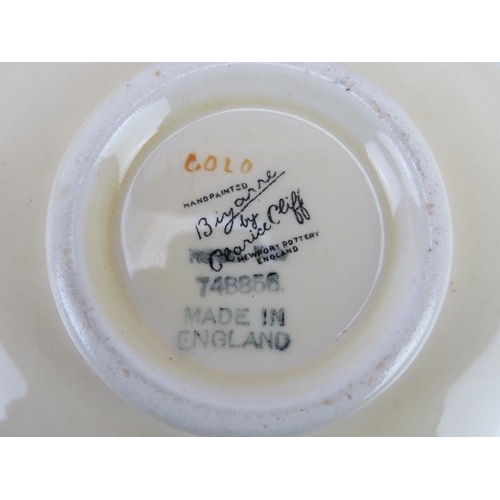 COLO
HANDPAINTED
Bizarre
by
Clarice Cliff
NEWPORT POTTERY
ENGLAND
748856.
MADE IN
ENGLAND